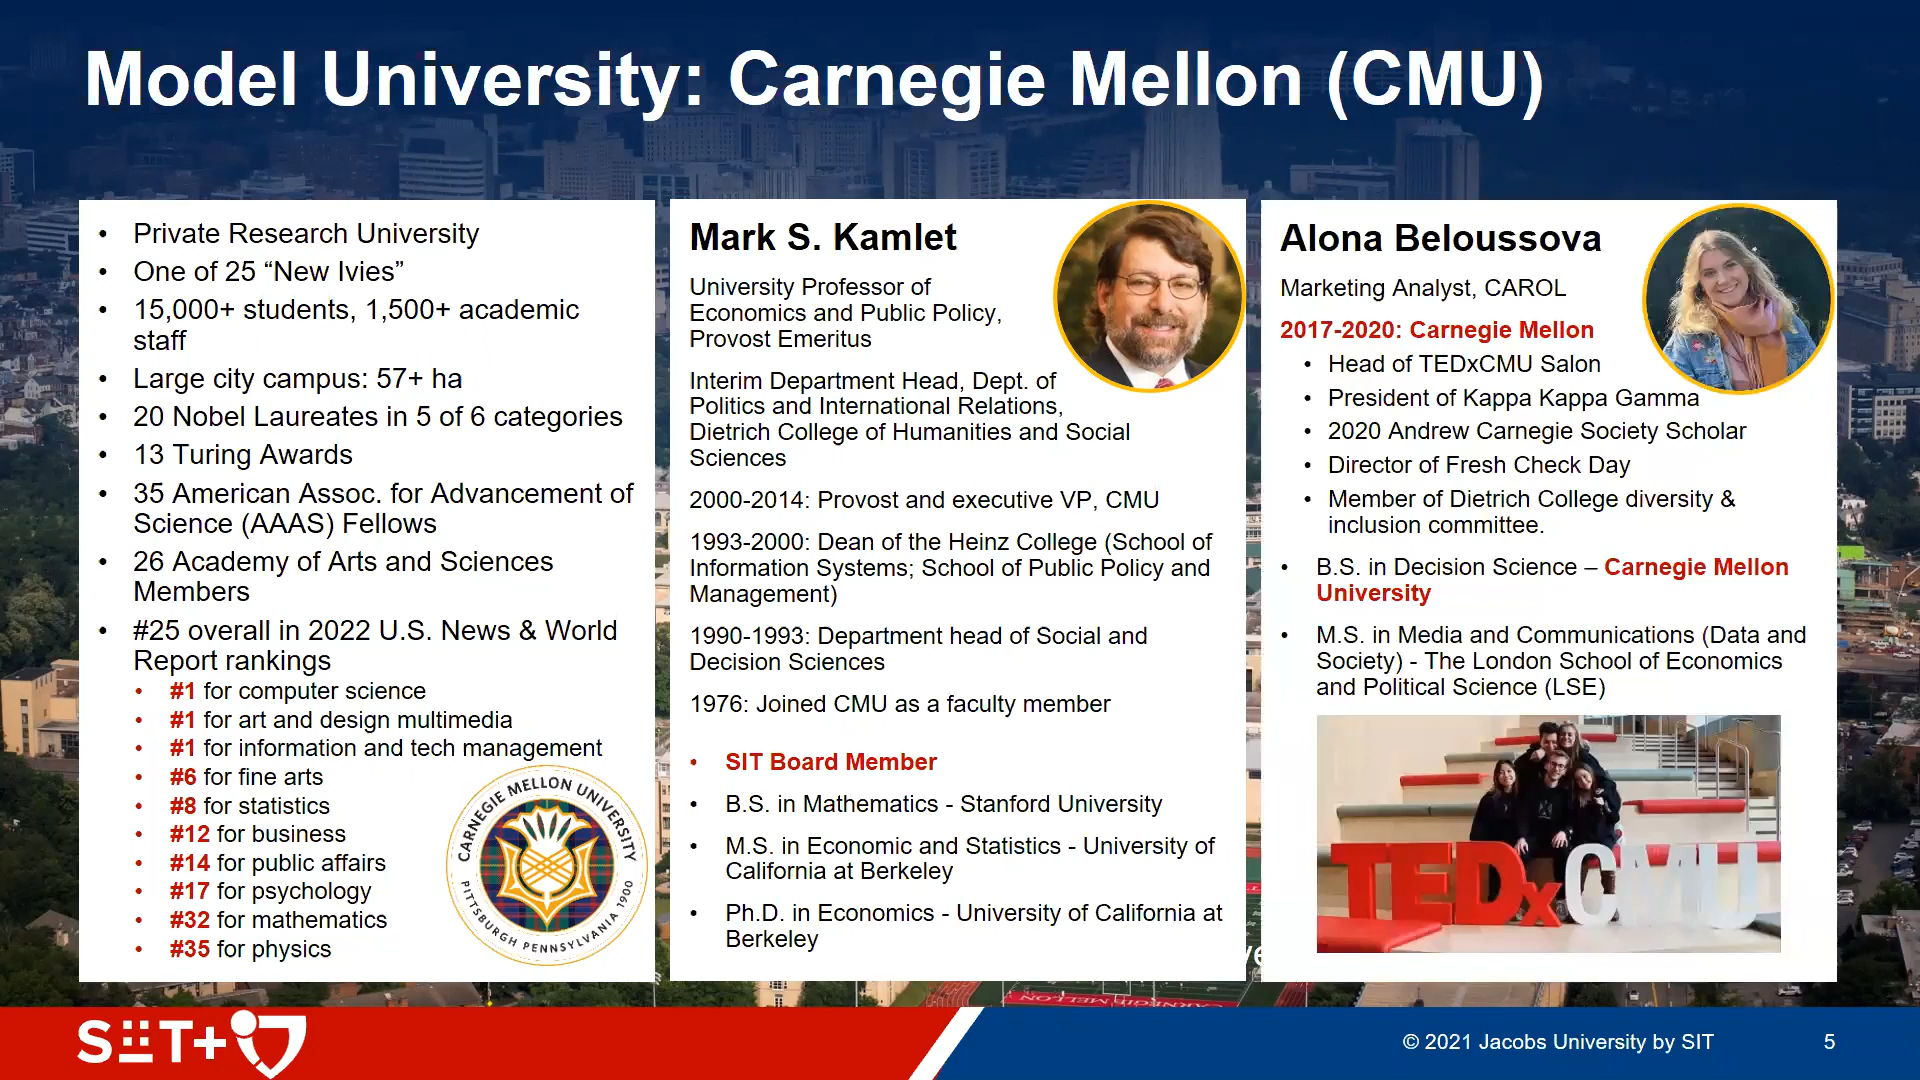 Model University: Carnegie Mellon (CMU)
• Private Research University
• One of 25 “New Ivies”
• 15,000+ students, 1,500+ academic
staff
• Large city campus: 57+ ha
• 20 Nobel Laureates in 5 of 6 categories
• 13 Turing Awards
• 35 American Assoc. for Advancement of
Science (AAAS) Fellows
• 26 Academy of Arts and Sciences
Members
• #25 overall in 2022 U.S. News & World
Report rankings
• #1 for computer science
• #1 for art and design multimedia
• #1 for information and tech management
• #6 for fine arts
• #8 for statistics
• #12 for business
• #14 for public affairs
• #17 for psychology
• #32 for mathematics
• #35 for physics
CARNEGIE MELLON UNIVERSITY
PITTSBURGH PENNSYLVANIA 1900
Mark S. Kamlet
University Professor of
Economics and Public Policy,
Provost Emeritus
Interim Department Head, Dept. of
Politics and International Relations,
Dietrich College of Humanities and Social
Sciences
2000-2014: Provost and executive VP, CMU
1993-2000: Dean of the Heinz College (School of
Information Systems; School of Public Policy and
Management)
1990-1993: Department head of Social and
Decision Sciences
1976: Joined CMU as a faculty member
• SIT Board Member
• B.S. in Mathematics - Stanford University
• M.S. in Economic and Statistics - University of
California at Berkeley
• Ph.D. in Economics - University of California at
Berkeley
Alona Beloussova
Marketing Analyst, CAROL
2017-2020: Carnegie Mellon
• Head of TEDxCMU Salon
• President of Kappa Kappa Gamma
• 2020 Andrew Carnegie Society Scholar
• Director of Fresh Check Day
• Member of Dietrich College diversity &
inclusion committee.
• B.S. in Decision Science – Carnegie Mellon
University
• M.S. in Media and Communications (Data and
Society) - The London School of Economics
and Political Science (LSE)
TEDxCMU
CARNEGIE MELLON
SIT+
© 2021 Jacobs University by SIT
5